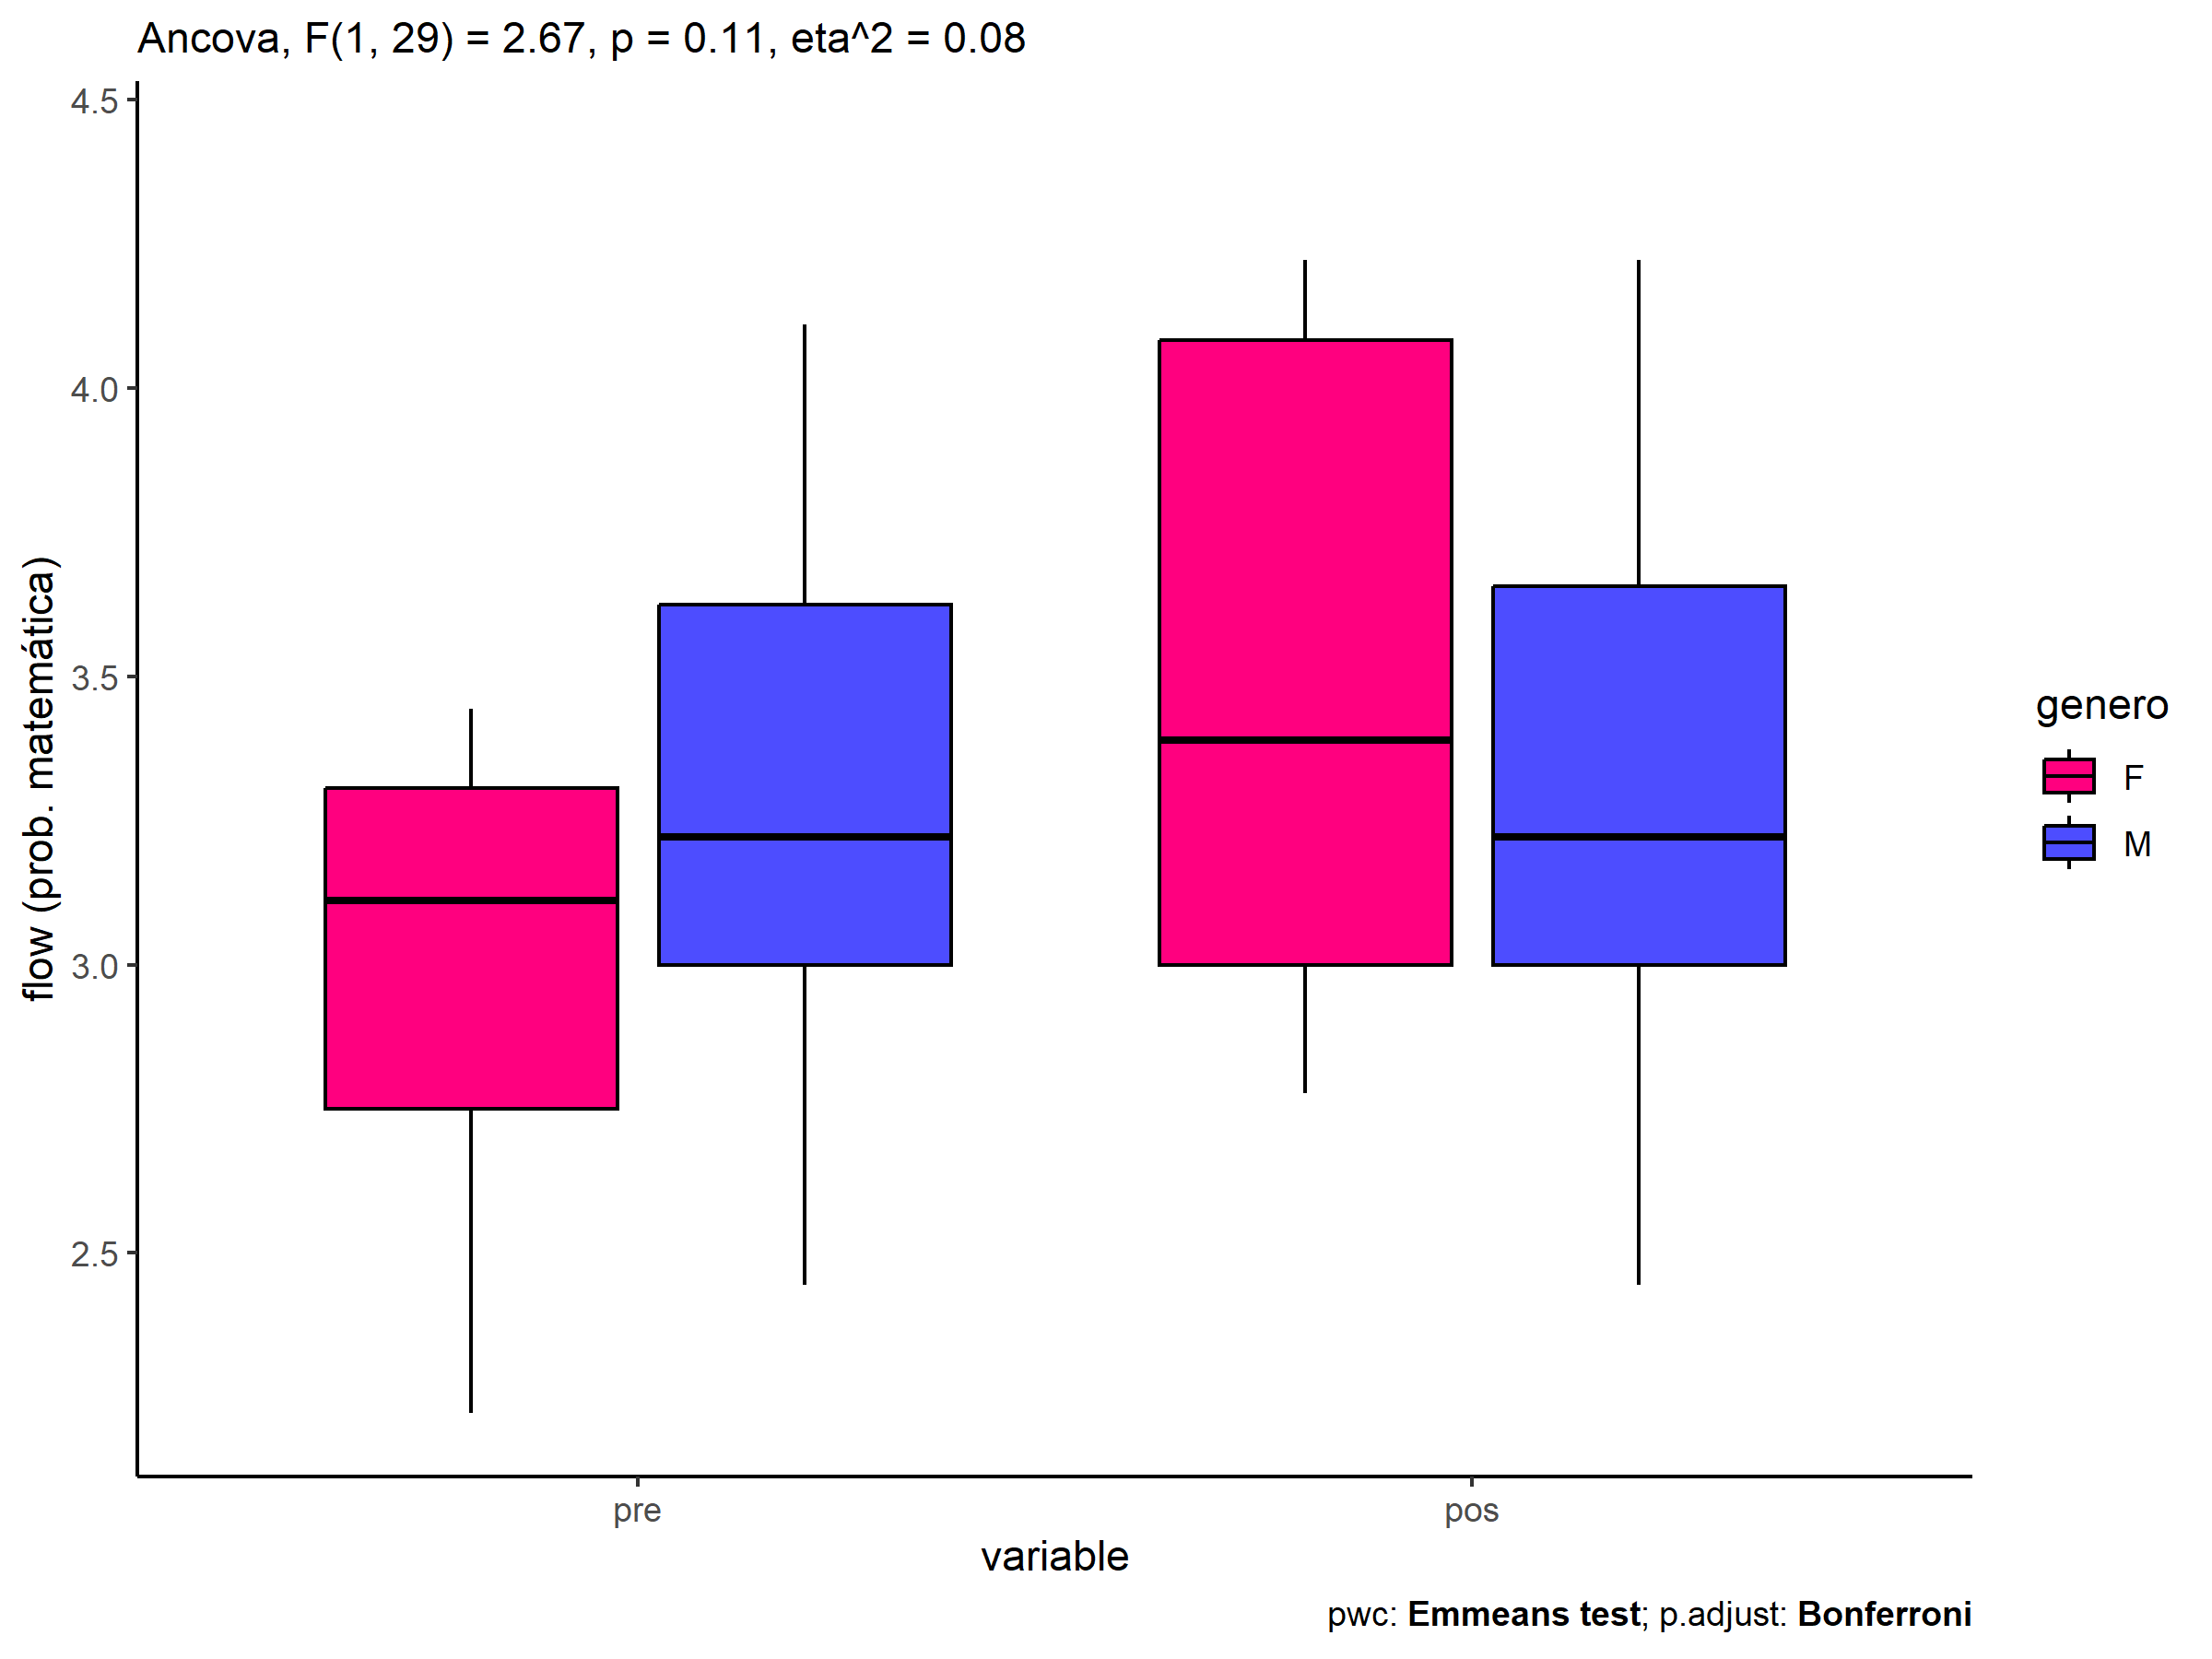 Ancova, F(1, 29) = 2.67, p = 0.11, eta^2 = 0.08
flow (prob. matemática)
4.5
4.0
3.5
3.0
2.5
pre
pos
variable
genero
F
M
pwc: Emmeans test; p.adjust: Bonferroni